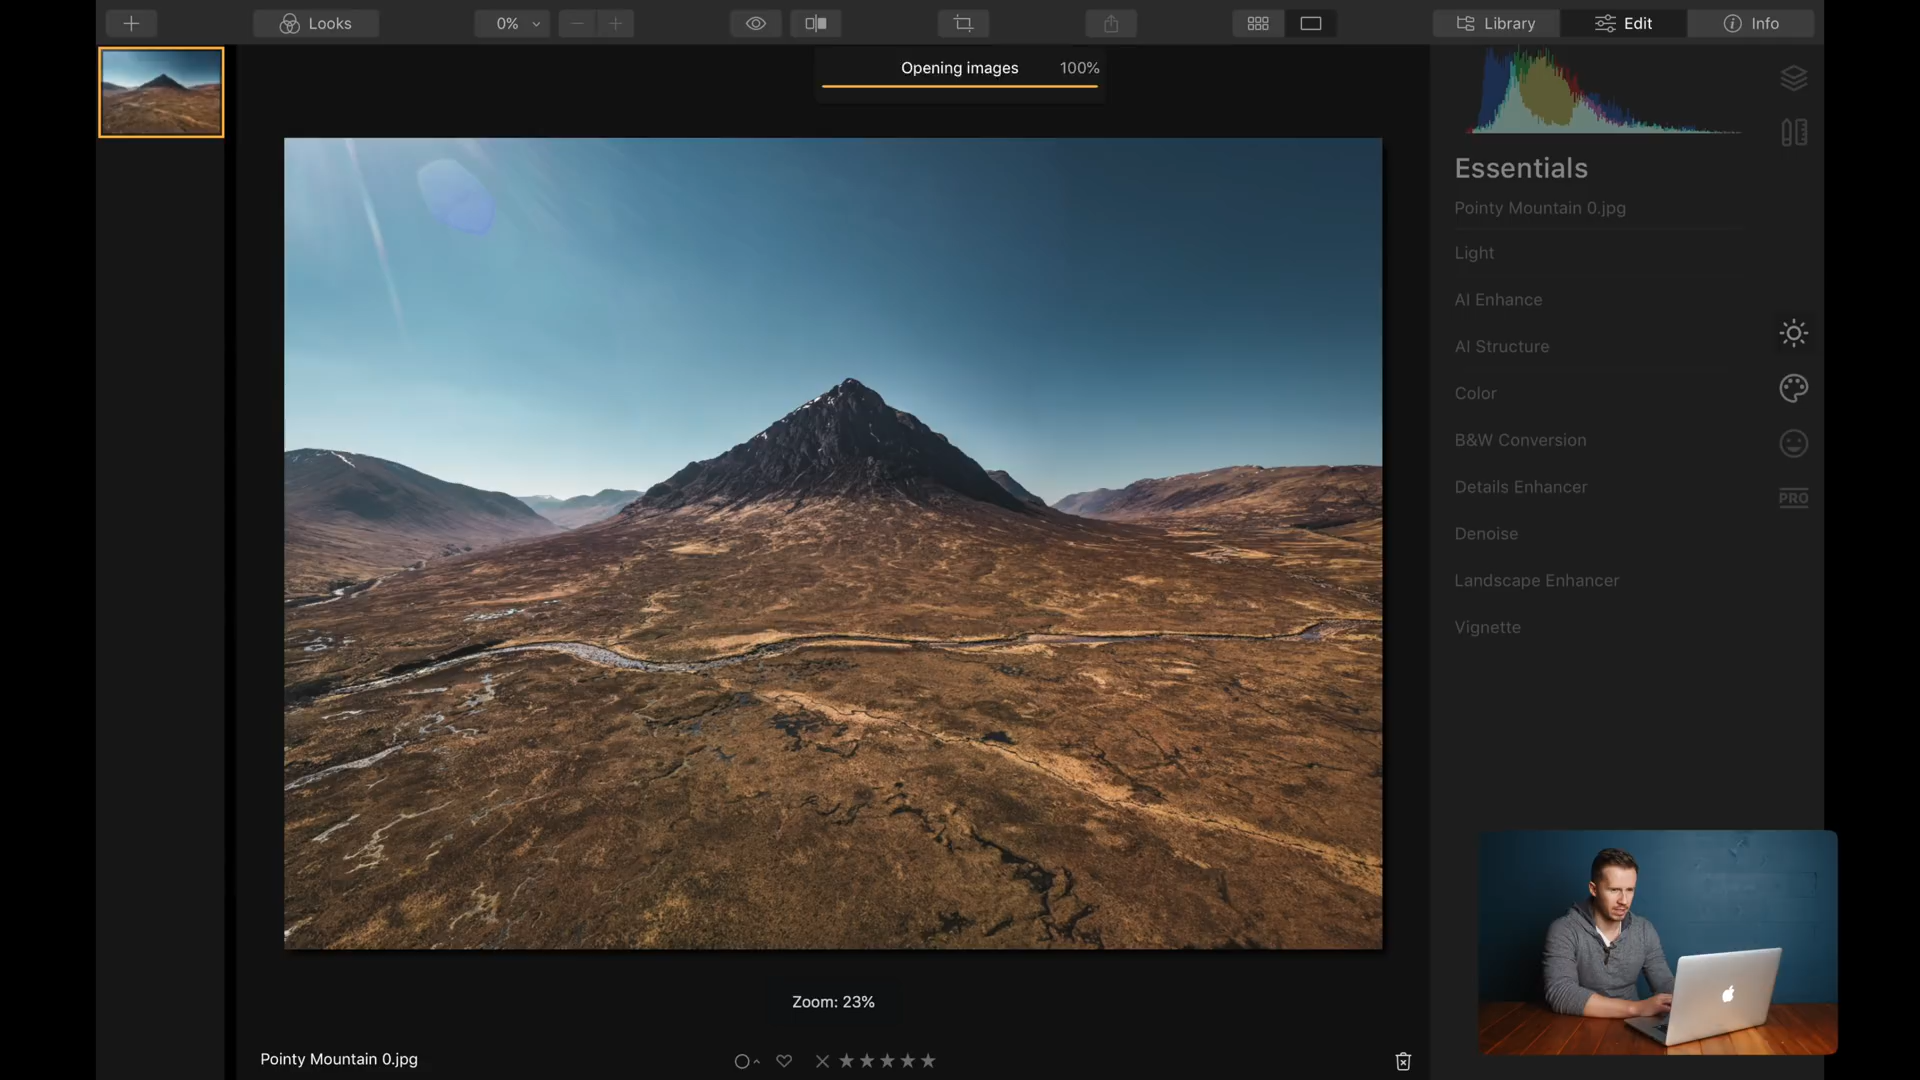 Looks
0%
Library
Edit
Info
Opening images 100%
Essentials
Pointy Mountain 0.jpg
Light
AI Enhance
AI Structure
Color
B&W Conversion
Details Enhancer
Denoise
Landscape Enhancer
Vignette
PRO
Zoom: 23%
Pointy Mountain 0.jpg